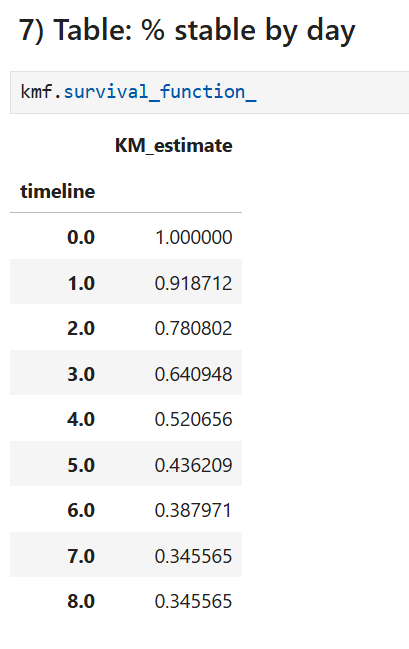 7) Table: % stable by day
kmf.survival_function_
KM_estimate
timeline
0.0 1.000000
1.0 0.918712
2.0 0.780802
3.0 0.640948
4.0 0.520656
5.0 0.436209
6.0 0.387971
7.0 0.345565
8.0 0.345565